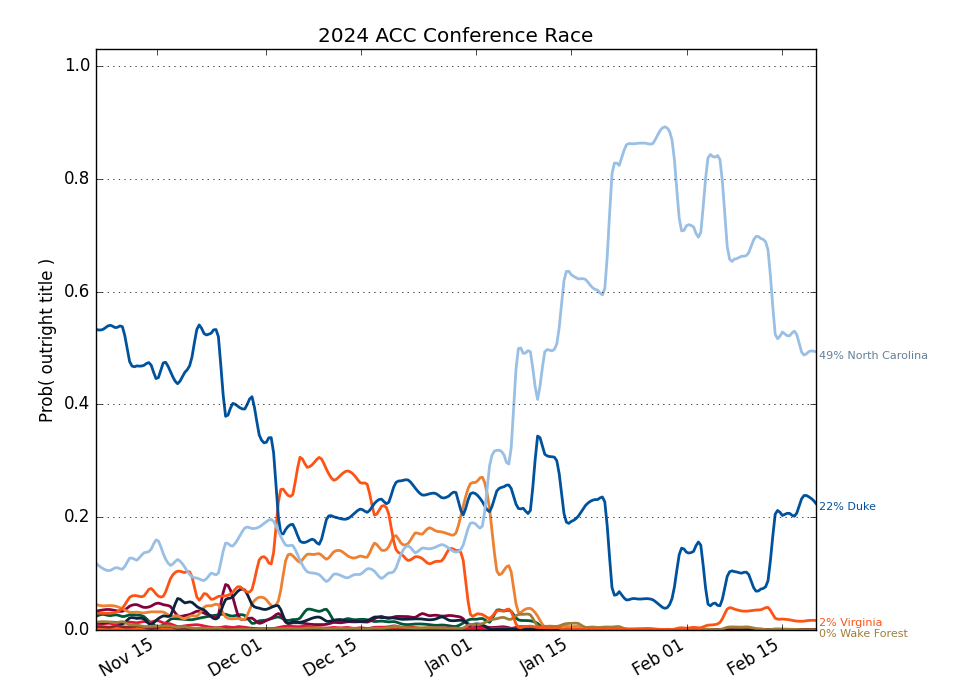 2024 ACC Conference Race
Prob( outright title )
1.0
0.8
0.6
0.4
0.2
0.0
49% North Carolina
22% Duke
2% Virginia
0% Wake Forest
Nov 15
Dec 01
Dec 15
Jan 01
Jan 15
Feb 01
Feb 15